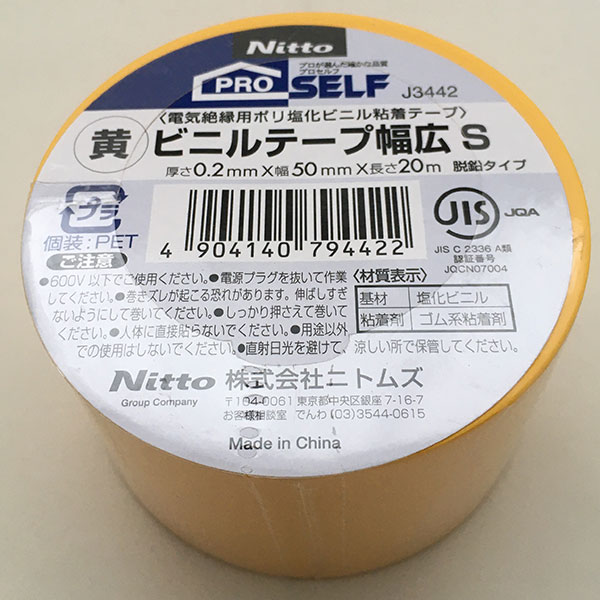 Nitto
プロが選んだ確かな品質
プロセルフ
PRO SELF J3442
〈電気絶縁用ポリ塩化ビニル粘着テープ〉
黄 ビニルテープ幅広 S
厚さ0.2mm×幅50mm×長さ20m 脱鉛タイプ
プラ
個装:PET
4 904140 794422
JIS JQA
JIS C 2336 A類
認証番号
JQCN07004
ご注意
●600V以下でご使用ください。●電源プラグを抜いて作業
してください。●巻きズレが起こる恐れがあります。伸ばしすぎ
ないようにして巻いてください。●しっかり押さえて巻いて
ください。●人体に直接貼らないでください。●用途以外
での使用はしないでください。●直射日光を避けて、涼しい所で保管してください。
〈材質表示〉
基材 塩化ビニル
粘着剤 ゴム系粘着剤
Nitto 株式会社ニトムズ
Group Company 〒104-0061 東京都中央区銀座 7-16-7
お客様相談室 でんわ (03)3544-0615
Made in China